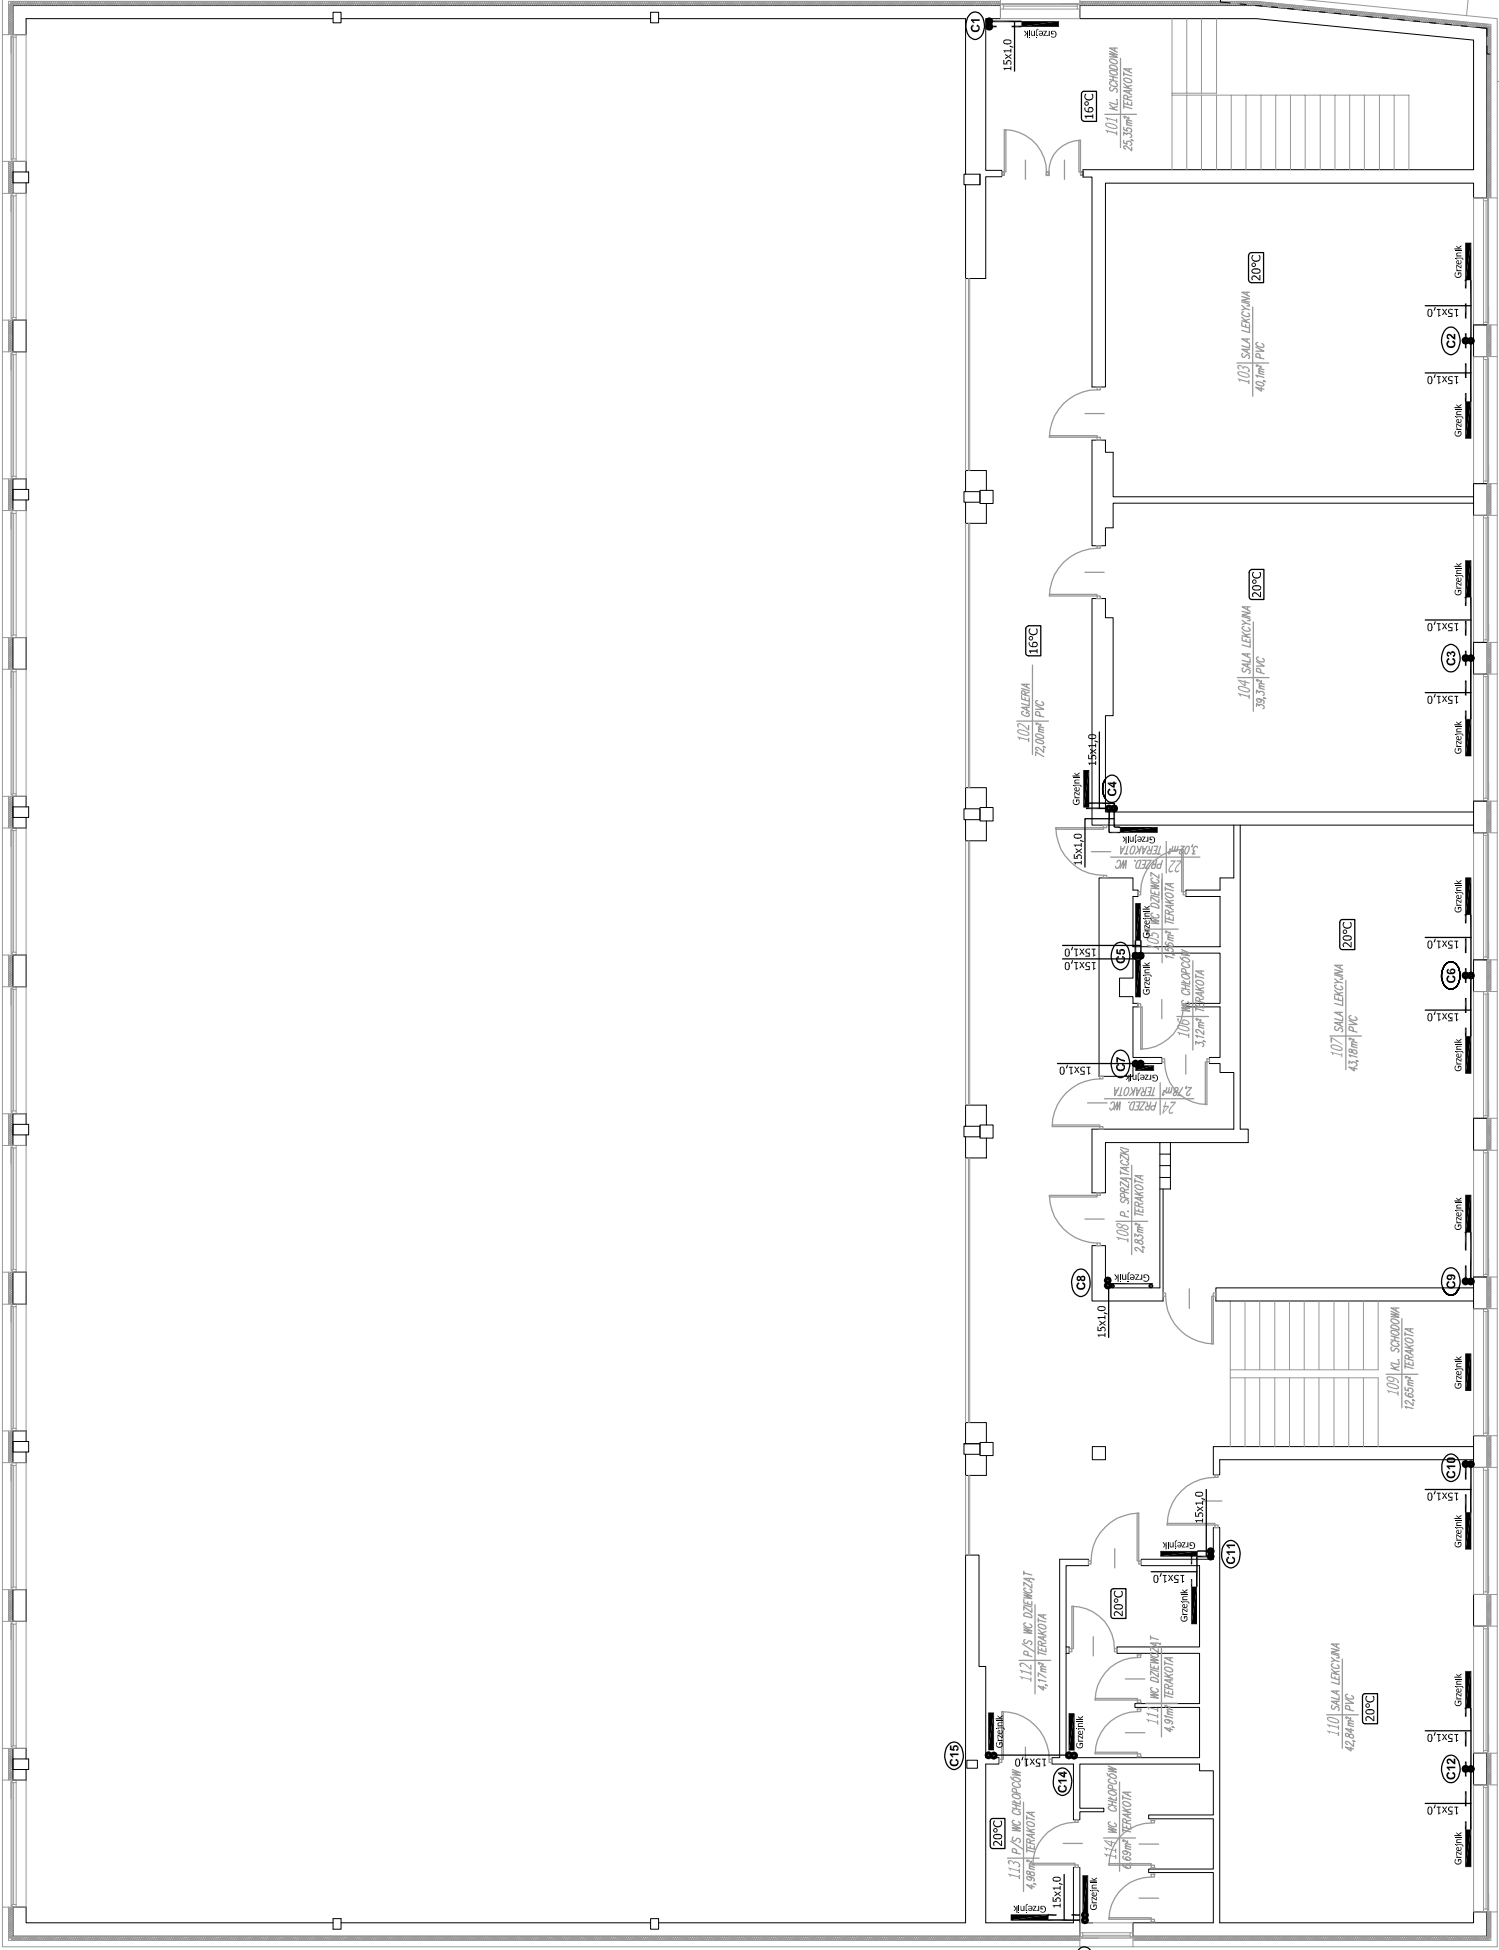 C1
Grzejnik
15x1,0
16°C
101 KL. SCHODOWA
25,35m² TERAKOTA
20°C
103 SALA LEKCYJNA
40,1m² PVC
Grzejnik
15x1,0
C2
15x1,0
Grzejnik
20°C
104 SALA LEKCYJNA
39,3m² PVC
Grzejnik
15x1,0
C3
15x1,0
Grzejnik
16°C
102 GALERIA
72,00m² PVC
15x1,0
Grzejnik
C4
15x1,0
Grzejnik
22 PRZED. WC
3,02m² TERAKOTA
105 WC DZIEWCZ
TERAKOTA
Grzejnik
15x1,0
C5
15x1,0
Grzejnik
106 WC CHŁOPCÓW
3,12m² TERAKOTA
C7
15x1,0
Grzejnik
24 PRZED. WC
2,78m² TERAKOTA
20°C
107 SALA LEKCYJNA
43,18m² PVC
Grzejnik
15x1,0
C6
15x1,0
Grzejnik
108 P. SPRZĄTACZKI
2,83m² TERAKOTA
Grzejnik
C8
15x1,0
Grzejnik
C9
109 KL. SCHODOWA
12,65m² TERAKOTA
Grzejnik
C10
15x1,0
Grzejnik
15x1,0
Grzejnik
C11
15x1,0
Grzejnik
20°C
112 P/S WC DZIEWCZĄT
4,17m² TERAKOTA
111 WC DZIEWCZĄT
4,91m² TERAKOTA
110 SALA LEKCYJNA
42,84m² PVC
20°C
Grzejnik
15x1,0
C12
15x1,0
Grzejnik
C15
Grzejnik
15x1,0
Grzejnik
C14
20°C
113 P/S WC CHŁOPCÓW
4,98m² TERAKOTA
114 WC CHŁOPCÓW
6,69m² TERAKOTA
15x1,0
Grzejnik
Grzejnik